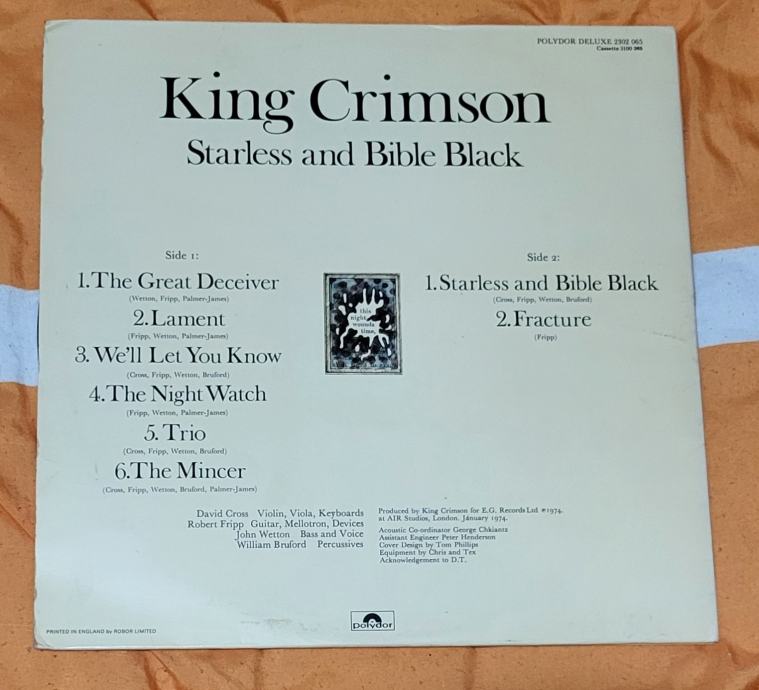 POLYDOR DELUXE 2302 065
Cassette 3100 365
King Crimson
Starless and Bible Black
Side 1:
1.The Great Deceiver
(Wetton, Fripp, Palmer-James)
2.Lament
(Fripp, Wetton, Palmer-James)
3.We'll Let You Know
(Cross, Fripp, Wetton, Bruford)
4.The Night Watch
(Fripp, Wetton, Palmer-James)
5.Trio
(Cross, Fripp, Wetton, Bruford)
6.The Mincer
(Cross, Fripp, Wetton, Bruford, Palmer-James)
this
night
wounds
time,
Side 2:
1.Starless and Bible Black
(Cross, Fripp, Wetton, Bruford)
2.Fracture
(Fripp)
David Cross Violin, Viola, Keyboards
Robert Fripp Guitar, Mellotron, Devices
John Wetton Bass and Voice
William Bruford Percussives
Produced by King Crimson for E.G. Records Ltd ℗1974.
at AIR Studios, London. January 1974.
Acoustic Co-ordinator George Chkiantz
Assistant Engineer Peter Henderson
Cover Design by Tom Phillips
Equipment by Chris and Tex
Acknowledgement to D.T.
PRINTED IN ENGLAND by ROBOR LIMITED
polydor